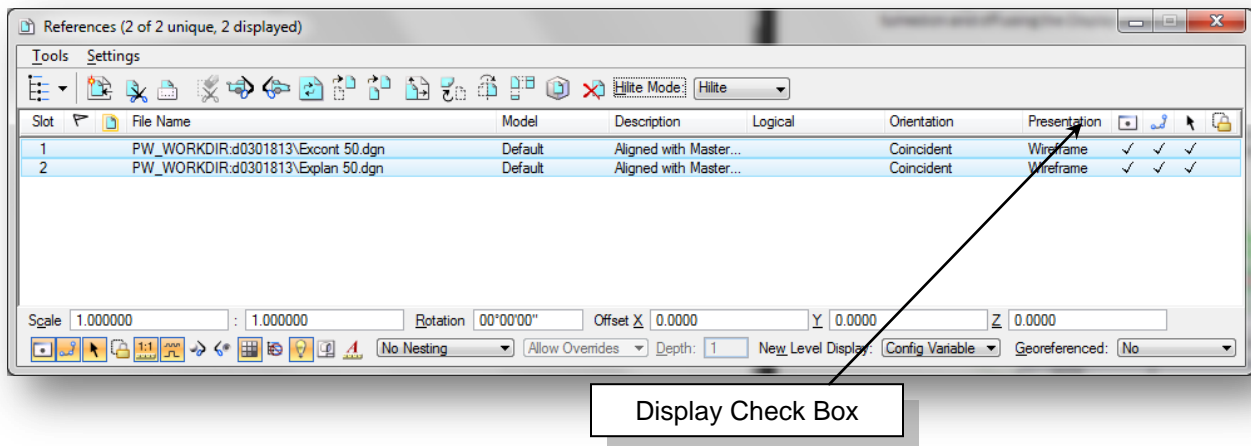 References (2 of 2 unique, 2 displayed)
Tools Settings
Hilite Mode: Hilite
Slot File Name Model Description Logical Orientation Presentation
1 PW_WORKDIR:d0301813\Excont 50.dgn Default Aligned with Master... Coincident Wireframe
2 PW_WORKDIR:d0301813\Explan 50.dgn Default Aligned with Master... Coincident Wireframe
Scale 1.000000 : 1.000000 Rotation 00°00'00" Offset X 0.0000 Y 0.0000 Z 0.0000
1:1 No Nesting Allow Overrides Depth: 1 New Level Display: Config Variable Georeferenced: No
Display Check Box